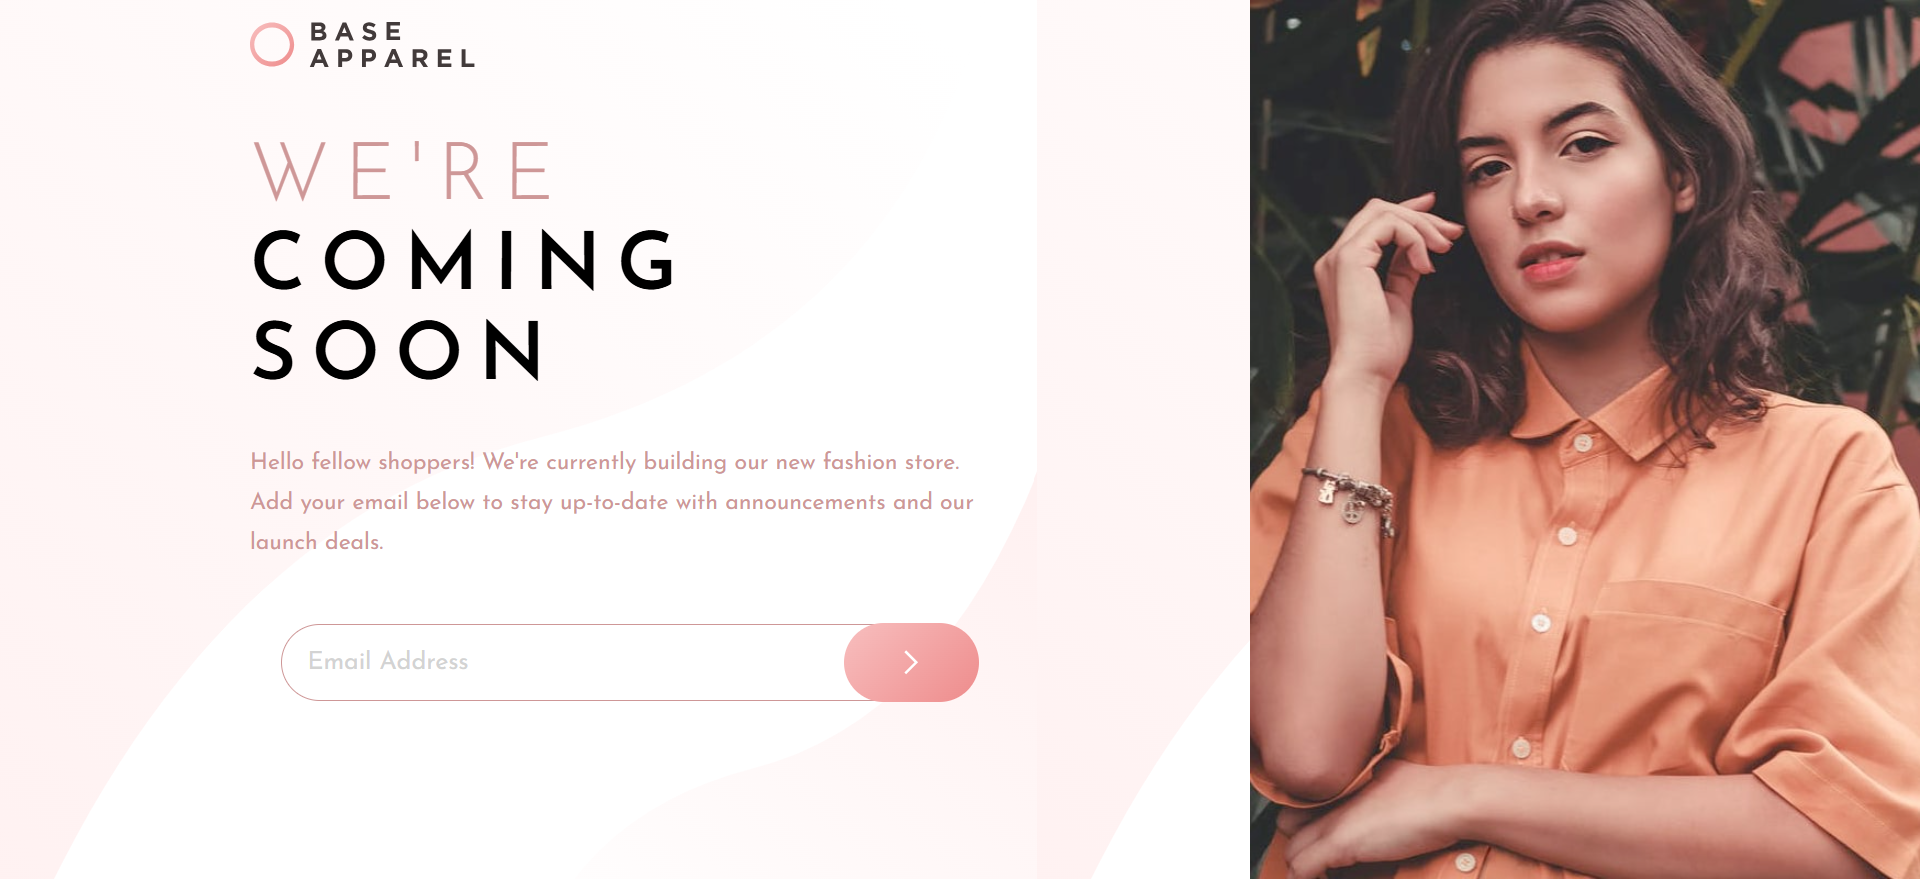 BASE
APPAREL
WE'RE
COMING
SOON
Hello fellow shoppers! We're currently building our new fashion store.
Add your email below to stay up-to-date with announcements and our
launch deals.
Email Address